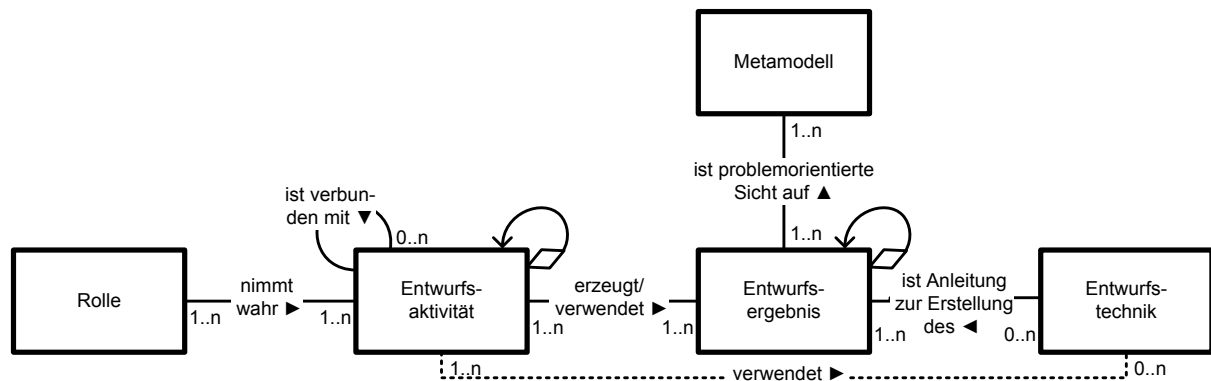 Metamodell
1..n
ist problemorientierte
Sicht auf ▲
1..n
ist verbun-
den mit ▼
0..n
Rolle
1..n
nimmt
wahr ►
1..n
Entwurfs-
aktivität
1..n
erzeugt/
verwendet ►
1..n
Entwurfs-
ergebnis
1..n
ist Anleitung
zur Erstellung
des ◄
0..n
Entwurfs-
technik
1..n
verwendet ►
0..n